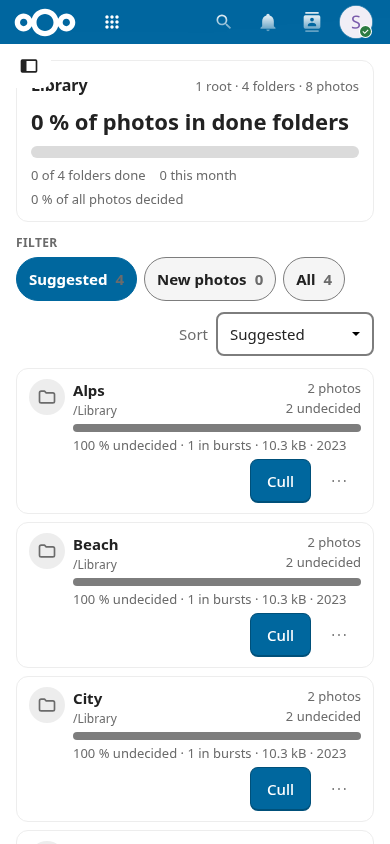 S
Library
1 root · 4 folders · 8 photos
0 % of photos in done folders
0 of 4 folders done 0 this month
0 % of all photos decided
FILTER
Suggested 4 New photos 0 All 4
Sort Suggested
Alps 2 photos
/Library 2 undecided
100 % undecided · 1 in bursts · 10.3 kB · 2023
Cull ···
Beach 2 photos
/Library 2 undecided
100 % undecided · 1 in bursts · 10.3 kB · 2023
Cull ···
City 2 photos
/Library 2 undecided
100 % undecided · 1 in bursts · 10.3 kB · 2023
Cull ···